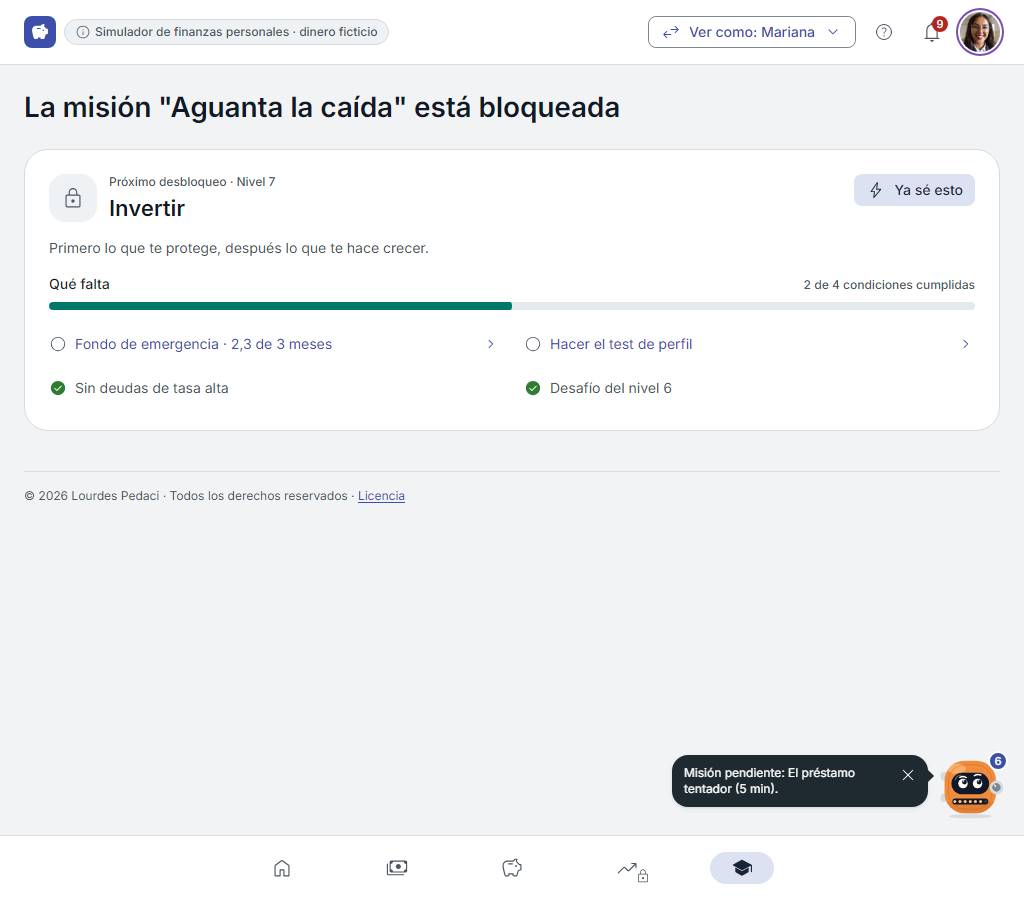 Simulador de finanzas personales · dinero ficticio
Ver como: Mariana
9
La misión "Aguanta la caída" está bloqueada
Próximo desbloqueo · Nivel 7
Invertir
Ya sé esto
Primero lo que te protege, después lo que te hace crecer.
Qué falta
2 de 4 condiciones cumplidas
Fondo de emergencia · 2,3 de 3 meses
Hacer el test de perfil
Sin deudas de tasa alta
Desafío del nivel 6
© 2026 Lourdes Pedaci · Todos los derechos reservados · Licencia
Misión pendiente: El préstamo
tentador (5 min).
6